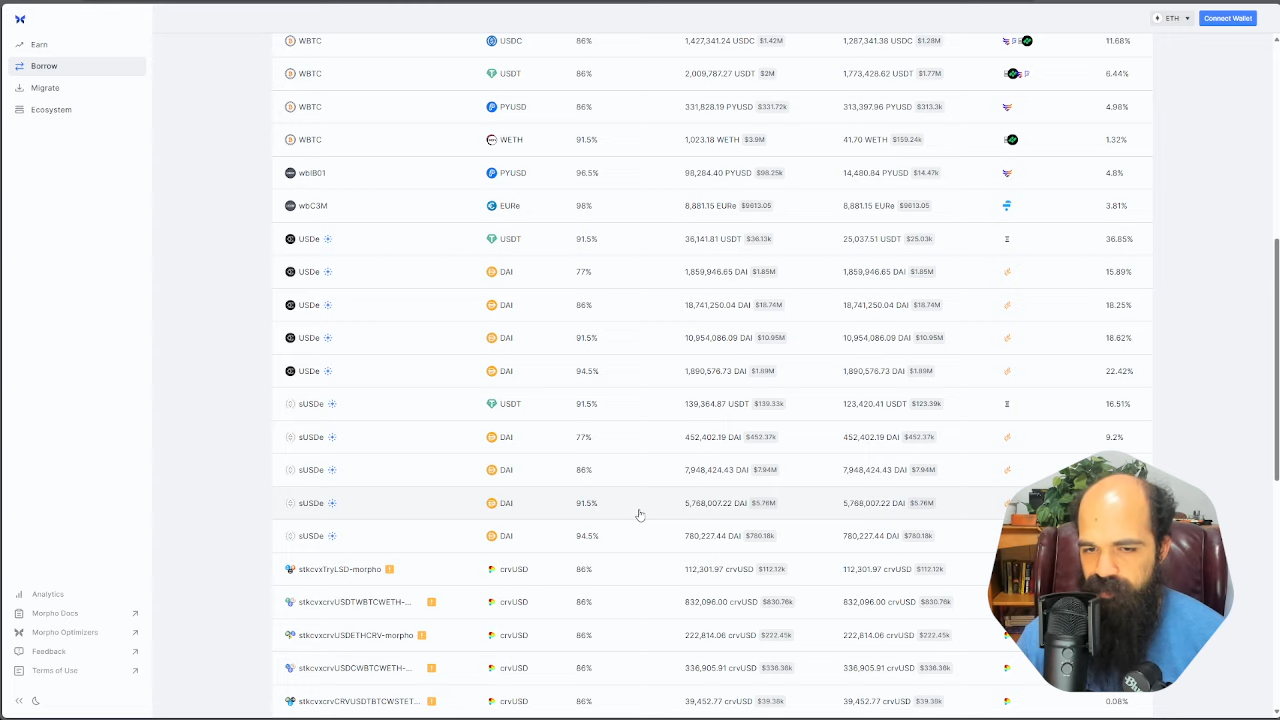 ETH
Connect Wallet
Earn
Borrow
Migrate
Ecosystem
WBTC USDC 86% 1,427,341.24 USDC $1.42M 1,287,341.38 USDC $1.28M 11.68%
WBTC USDT 86% 2,009,787.27 USDT $2M 1,773,428.62 USDT $1.77M 6.44%
WBTC PYUSD 86% 331,828.19 PYUSD $331.72k 313,397.96 PYUSD $313.3k 4.98%
WBTC WETH 91.5% 1,023.18 WETH $3.9M 41.70 WETH $159.24k 1.32%
wbIB01 PYUSD 96.5% 98,284.40 PYUSD $98.25k 14,480.84 PYUSD $14.47k 4.8%
wbC3M EURe 98% 8,881.15 EURe $9613.05 8,881.15 EURe $9613.05 3.81%
USDe USDT 91.5% 36,141.81 USDT $36.13k 25,037.51 USDT $25.03k 36.85%
USDe DAI 77% 1,859,946.65 DAI $1.85M 1,859,946.65 DAI $1.85M 15.89%
USDe DAI 86% 18,741,250.04 DAI $18.74M 18,741,250.04 DAI $18.74M 18.25%
USDe DAI 91.5% 10,954,086.09 DAI $10.95M 10,954,086.09 DAI $10.95M 18.62%
USDe DAI 94.5% 1,890,576.73 DAI $1.89M 1,890,576.73 DAI $1.89M 22.42%
sUSDe USDT 91.5% 139,364.87 USDT $139.33k 123,420.41 USDT $123.39k 16.51%
sUSDe DAI 77% 452,402.19 DAI $452.37k 452,402.19 DAI $452.37k 9.2%
sUSDe DAI 86% 7,948,424.43 DAI $7.94M 7,948,424.43 DAI $7.94M
sUSDe DAI 91.5% 5,768,007.22 DAI $5.76M 5,768,007.22 DAI $5.76M
sUSDe DAI 94.5% 780,227.44 DAI $780.18k 780,227.44 DAI $780.18k
stkcvxTryLSD-morpho crvUSD 86% 112,301.97 crvUSD $112.12k 112,301.97 crvUSD $112.12k
stkcvxcrvUSDTWBTCWETH-... crvUSD 86% 832,096.00 crvUSD $830.76k 832,096.00 crvUSD $830.76k
stkcvxcrvUSDETHCRV-morpho crvUSD 86% 222,814.06 crvUSD $222.45k 222,814.06 crvUSD $222.45k
stkcvxcrvUSDCWBTCWETH-... crvUSD 86% 336,905.91 crvUSD $336.36k 336,905.91 crvUSD $336.36k
stkcvxcrvCRVUSDTBTCWSTET... crvUSD 86% 39,452.77 crvUSD $39.38k 39,452.77 crvUSD $39.38k 0.08%
Analytics
Morpho Docs
Morpho Optimizers
Feedback
Terms of Use